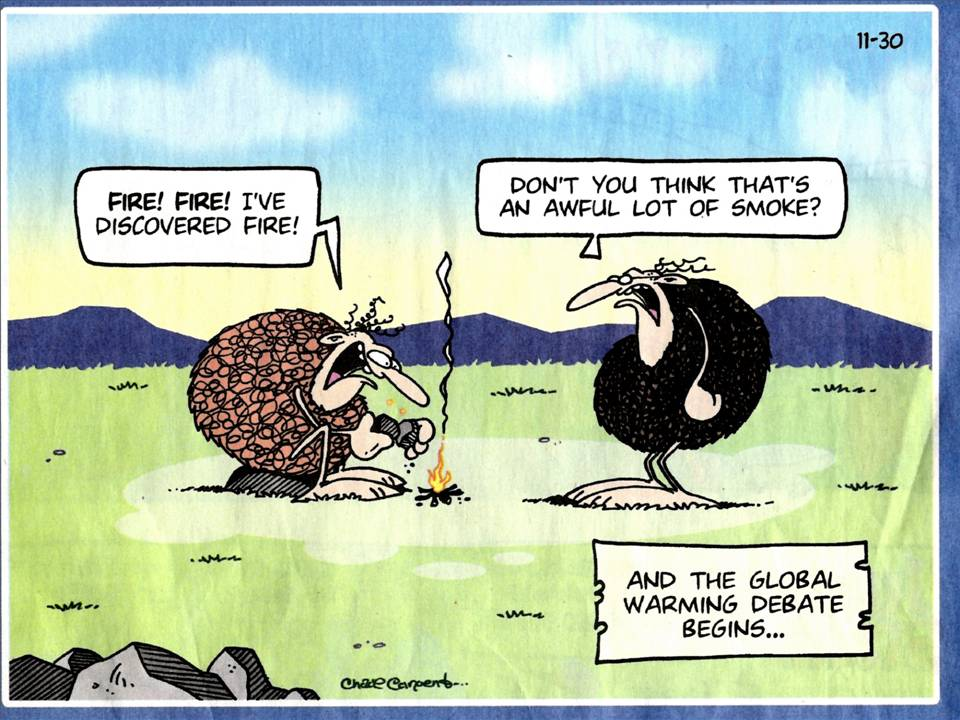 11-30
FIRE! FIRE! I'VE
DISCOVERED FIRE!
DON'T YOU THINK THAT'S
AN AWFUL LOT OF SMOKE?
AND THE GLOBAL
WARMING DEBATE
BEGINS...